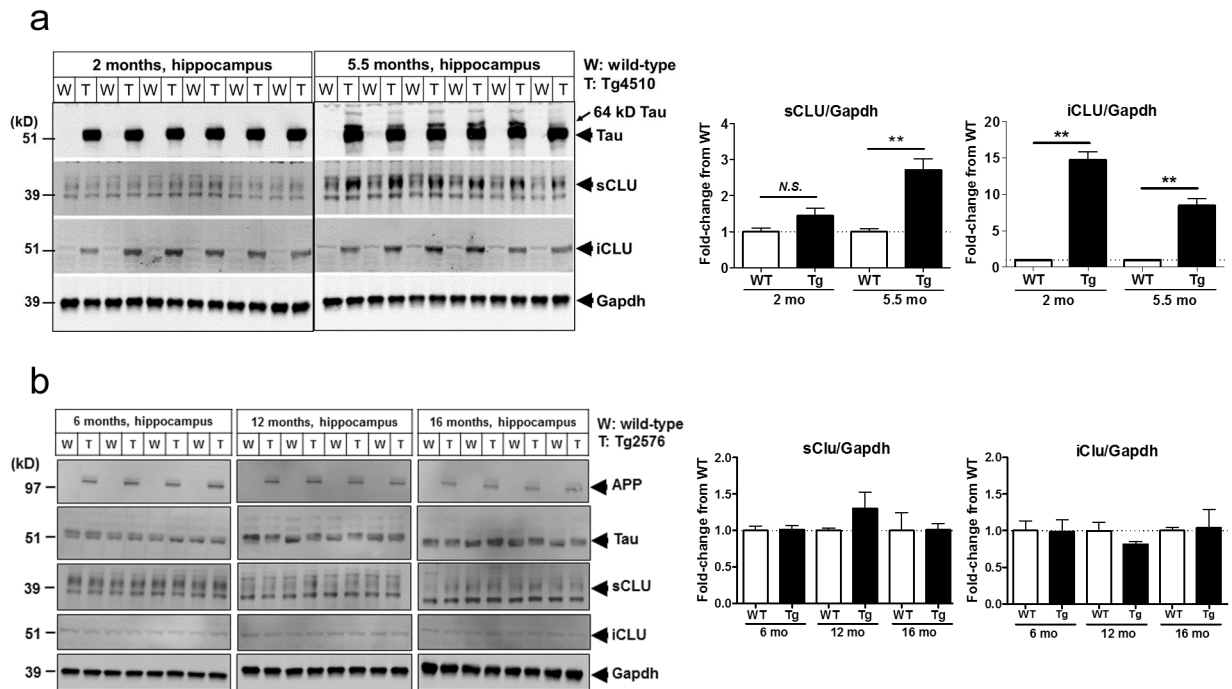 a
2 months, hippocampus 5.5 months, hippocampus
W: wild-type
T: Tg4510
W T W T W T W T W T W T W T W T W T W T W T W T
(kD)
64 kD Tau
51 Tau
39 sCLU
51 iCLU
39 Gapdh
sCLU/Gapdh
Fold-change from WT
4
3
2
1
0
N.S.
**
WT Tg WT Tg
2 mo 5.5 mo
iCLU/Gapdh
Fold-change from WT
20
15
10
5
0
**
**
WT Tg WT Tg
2 mo 5.5 mo
b
6 months, hippocampus 12 months, hippocampus 16 months, hippocampus
W: wild-type
T: Tg2576
W T W T W T W T W T W T W T W T W T W T W T W T
(kD)
97 APP
51 Tau
39 sCLU
51 iCLU
39 Gapdh
sClu/Gapdh
Fold-change from WT
2.0
1.5
1.0
0.5
0.0
WT Tg WT Tg WT Tg
6 mo 12 mo 16 mo
iClu/Gapdh
Fold-change from WT
2.0
1.5
1.0
0.5
0.0
WT Tg WT Tg WT Tg
6 mo 12 mo 16 mo